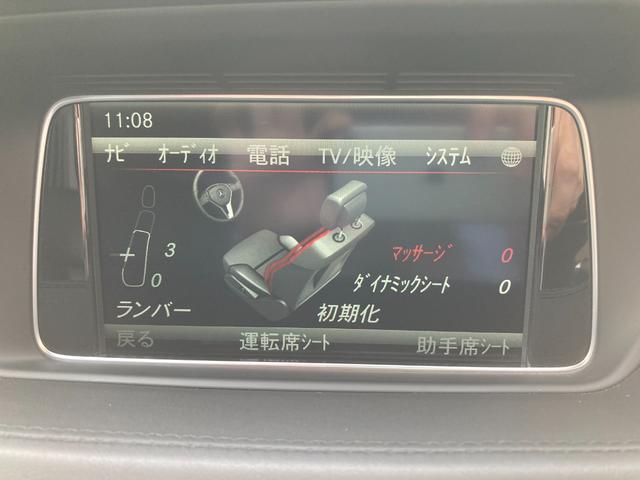 11:08
ﾅﾋﾞ ｵｰﾃﾞｨｵ 電話 TV/映像 ｼｽﾃﾑ
3
ﾏｯｻｰｼﾞ 0
0
ﾀﾞｲﾅﾐｯｸｼｰﾄ 0
ランバー 初期化
戻る 運転席ｼｰﾄ 助手席ｼｰﾄ